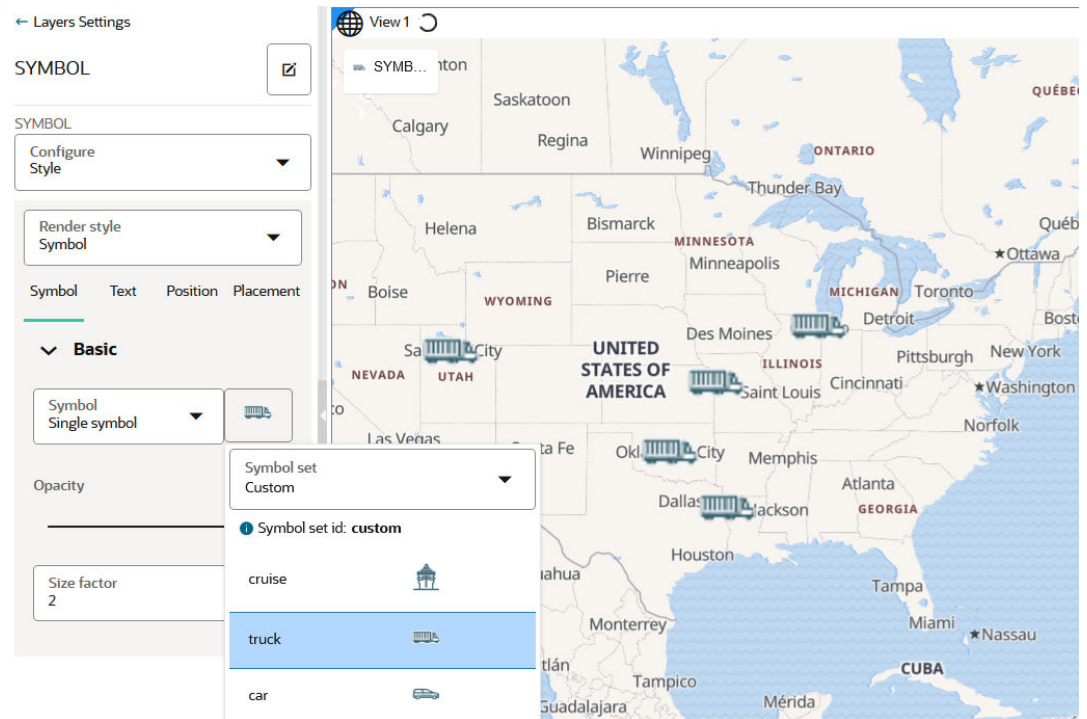 ← Layers Settings
SYMBOL
SYMBOL
Configure
Style
Render style
Symbol
Symbol Text Position Placement
Basic
Symbol
Single symbol
Opacity
Size factor
2
Symbol set
Custom
Symbol set id: custom
cruise
truck
car
View 1
SYMB...
Saskatoon
Calgary
Regina
Winnipeg
ONTARIO
Thunder Bay
Helena
Bismarck
MINNESOTA
Minneapolis
★Ottawa
Pierre
Boise
WYOMING
MICHIGAN
Toronto
Detroit
Des Moines
City
UNITED
STATES OF
AMERICA
ILLINOIS
Pittsburgh
New York
NEVADA
UTAH
Saint Louis
Cincinnati
★Washington
Norfolk
Las Vegas
City
Memphis
Atlanta
Dallas
GEORGIA
Houston
Tampa
Monterrey
Miami
★Nassau
CUBA
Tampico
Guadalajara
Mérida